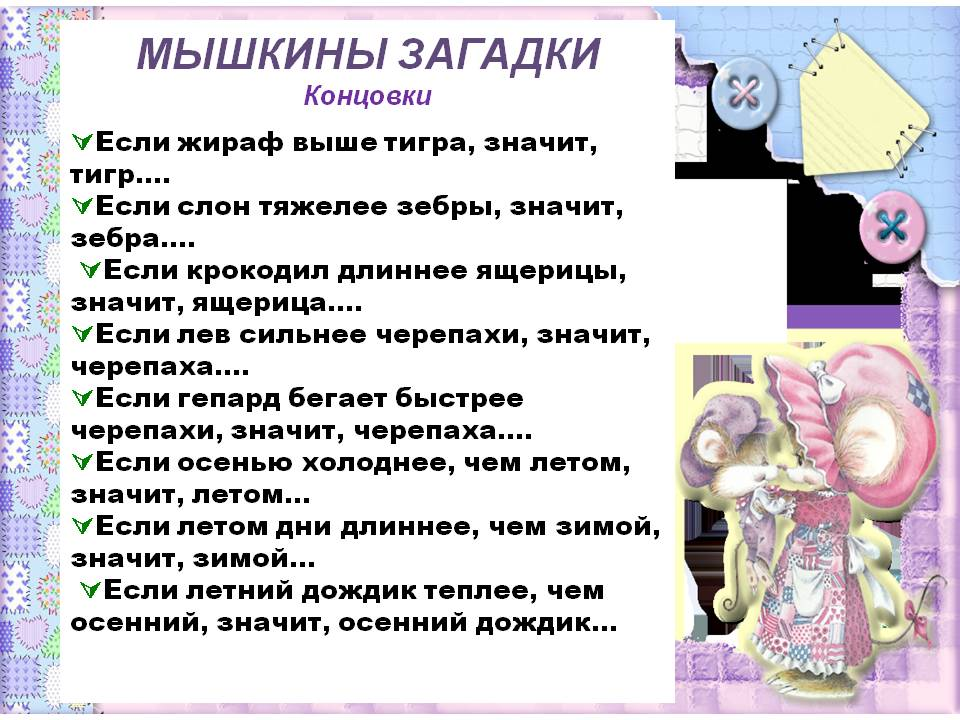 МЫШКИНЫ ЗАГАДКИ
Концовки
Если жираф выше тигра, значит,
тигр....
Если слон тяжелее зебры, значит,
зебра....
Если крокодил длиннее ящерицы,
значит, ящерица....
Если лев сильнее черепахи, значит,
черепаха....
Если гепард бегает быстрее
черепахи, значит, черепаха....
Если осенью холоднее, чем летом,
значит, летом...
Если летом дни длиннее, чем зимой,
значит, зимой...
Если летний дождик теплее, чем
осенний, значит, осенний дождик...